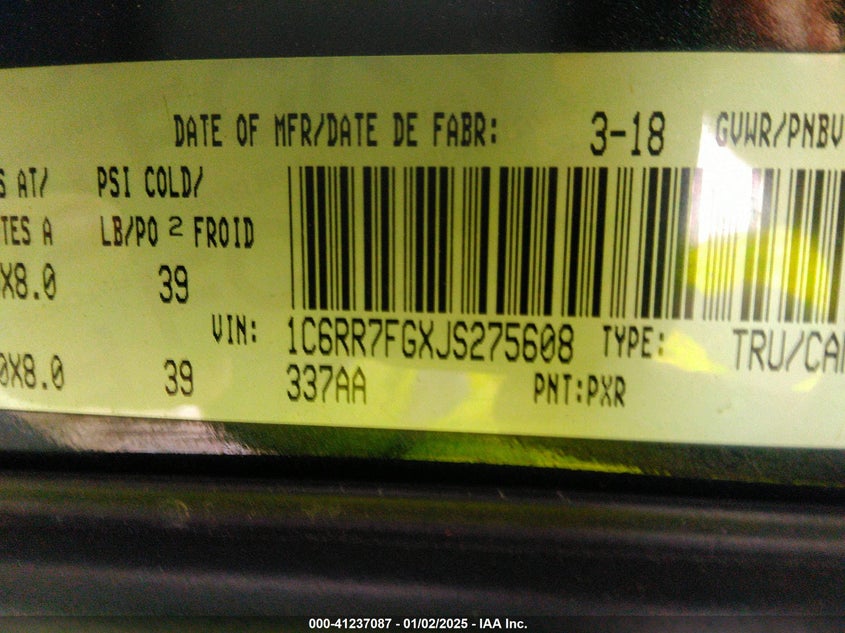 DATE OF MFR/DATE DE FABR: 3-18 GVWR/PNBV
S AT/ PSI COLD/
TES A LB/PO 2 FROID
X8.0 39
VIN: 1C6RR7FGXJS275608 TYPE: TRU/CAM
0X8.0 39 337AA PNT:PXR
000-41237087 - 01/02/2025 - IAA Inc.